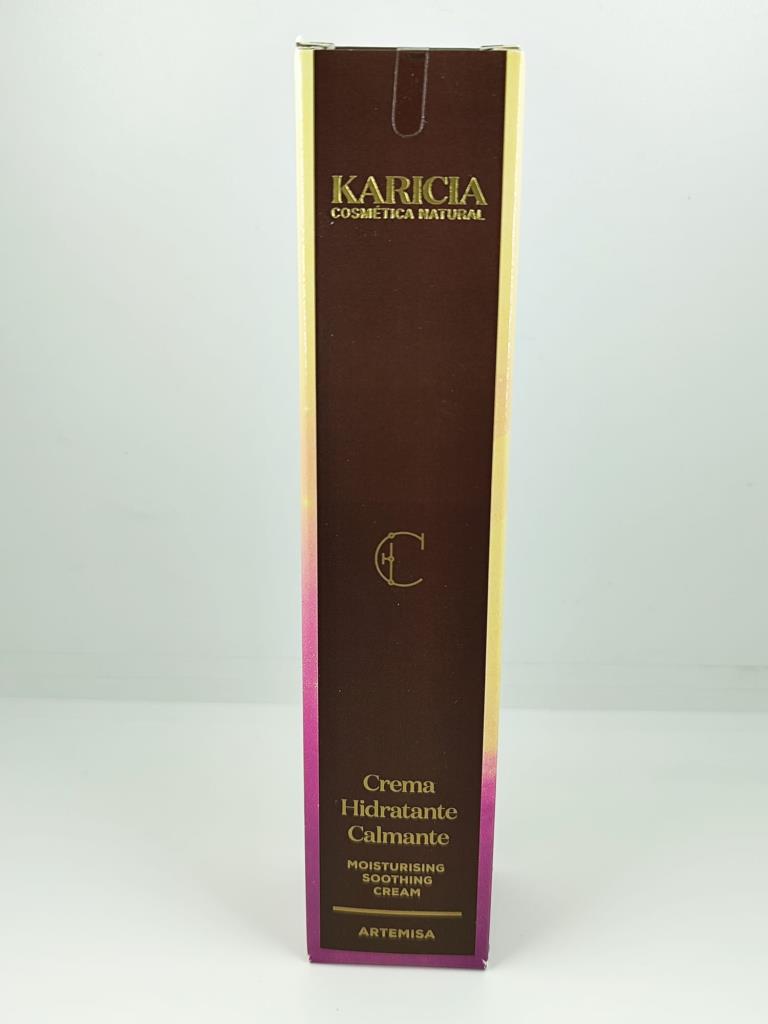 KARICIA
COSMÉTICA NATURAL
Crema
Hidratante
Calmante
MOISTURISING
SOOTHING
CREAM
ARTEMISA